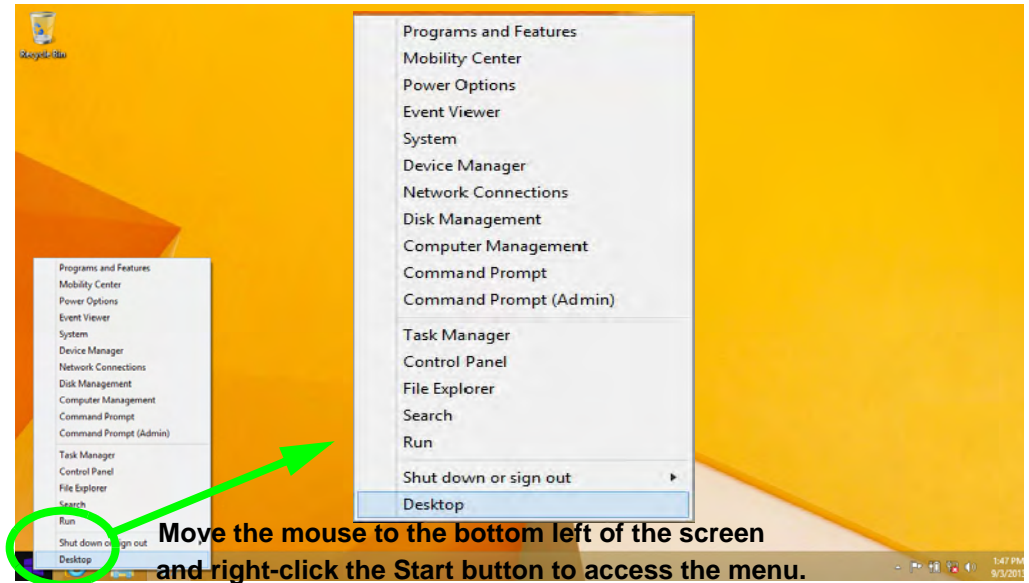 Recycle Bin
Programs and Features
Mobility Center
Power Options
Event Viewer
System
Device Manager
Network Connections
Disk Management
Computer Management
Command Prompt
Command Prompt (Admin)
Task Manager
Control Panel
File Explorer
Search
Run
Shut down or sign out
Desktop
Programs and Features
Mobility Center
Power Options
Event Viewer
System
Device Manager
Network Connections
Disk Management
Computer Management
Command Prompt
Command Prompt (Admin)
Task Manager
Control Panel
File Explorer
Search
Run
Shut down or sign out
Desktop
Move the mouse to the bottom left of the screen
and right-click the Start button to access the menu.
1:47 PM